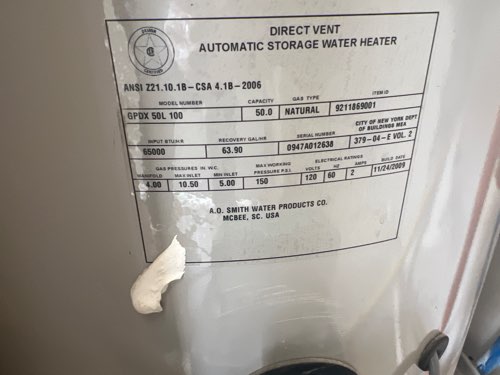 DESIGN
CERTIFIED
DIRECT VENT
AUTOMATIC STORAGE WATER HEATER
ANSI Z21.10.1B-CSA 4.1B-2006
MODEL NUMBER CAPACITY GAS TYPE ITEM ID
GPDX 50L 100 50.0 NATURAL 9211869001
INPUT BTU/HR RECOVERY GAL/HR SERIAL NUMBER CITY OF NEW YORK DEPT OF BUILDINGS MEA
65000 63.90 0947A012638 379-04-E VOL. 2
GAS PRESSURES IN. W.C. MAX WORKING PRESSURE P.S.I. ELECTRICAL RATINGS BUILD DATE
MANIFOLD MAX INLET MIN INLET VOLTS HZ AMPS
4.00 10.50 5.00 150 120 60 2 11/24/2009
A.O. SMITH WATER PRODUCTS CO.
MCBEE, SC. USA